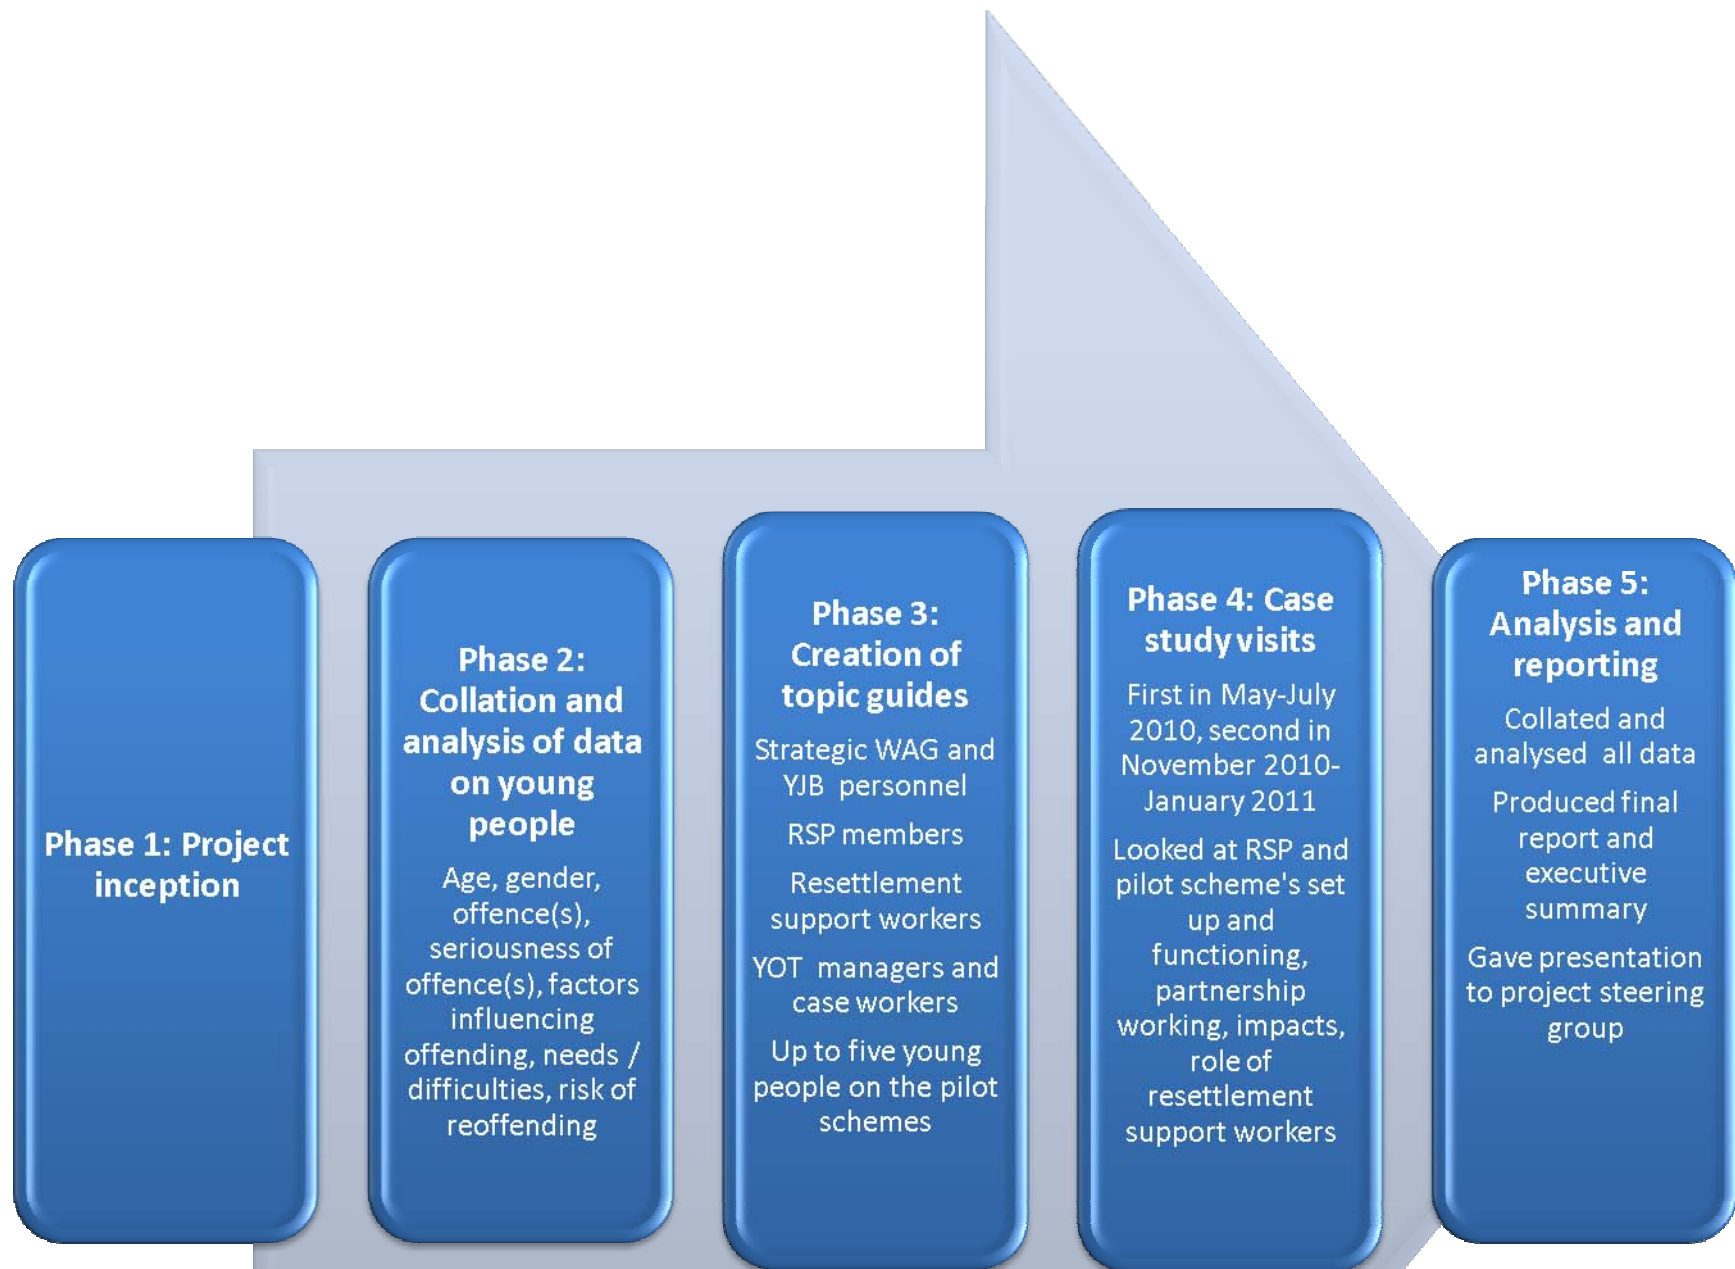 Phase 1: Project
inception
Phase 2:
Collation and
analysis of data
on young
people
Age, gender,
offence(s),
seriousness of
offence(s), factors
influencing
offending, needs /
difficulties, risk of
reoffending
Phase 3:
Creation of
topic guides
Strategic WAG and
YJB personnel
RSP members
Resettlement
support workers
YOT managers and
case workers
Up to five young
people on the pilot
schemes
Phase 4: Case
study visits
First in May-July
2010, second in
November 2010-
January 2011
Looked at RSP and
pilot scheme's set
up and
functioning,
partnership
working, impacts,
role of
resettlement
support workers
Phase 5:
Analysis and
reporting
Collated and
analysed all data
Produced final
report and
executive
summary
Gave presentation
to project steering
group